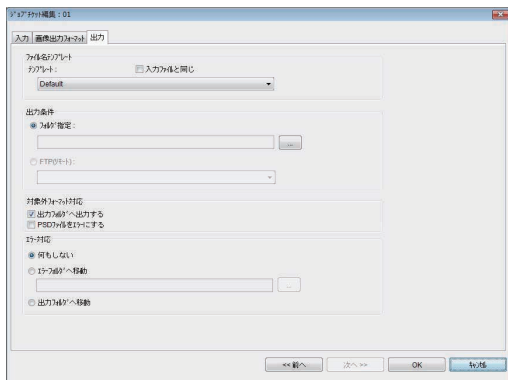 ｼﾞｮﾌﾞﾁｹｯﾄ編集：01
入力 画像出力ﾌｫｰﾏｯﾄ 出力
ﾌｧｲﾙ名ﾃﾝﾌﾟﾚｰﾄ
ﾃﾝﾌﾟﾚｰﾄ： 入力ﾌｧｲﾙと同じ
Default
出力条件
ﾌｫﾙﾀﾞ指定：
...
FTP(ﾘﾓｰﾄ)：
対象外ﾌｫｰﾏｯﾄ対応
出力ﾌｫﾙﾀﾞへ出力する
PSDﾌｧｲﾙをｴﾗｰにする
ｴﾗｰ対応
何もしない
ｴﾗｰﾌｫﾙﾀﾞへ移動
...
出力ﾌｫﾙﾀﾞへ移動
<< 前へ 次へ >> OK ｷｬﾝｾﾙ